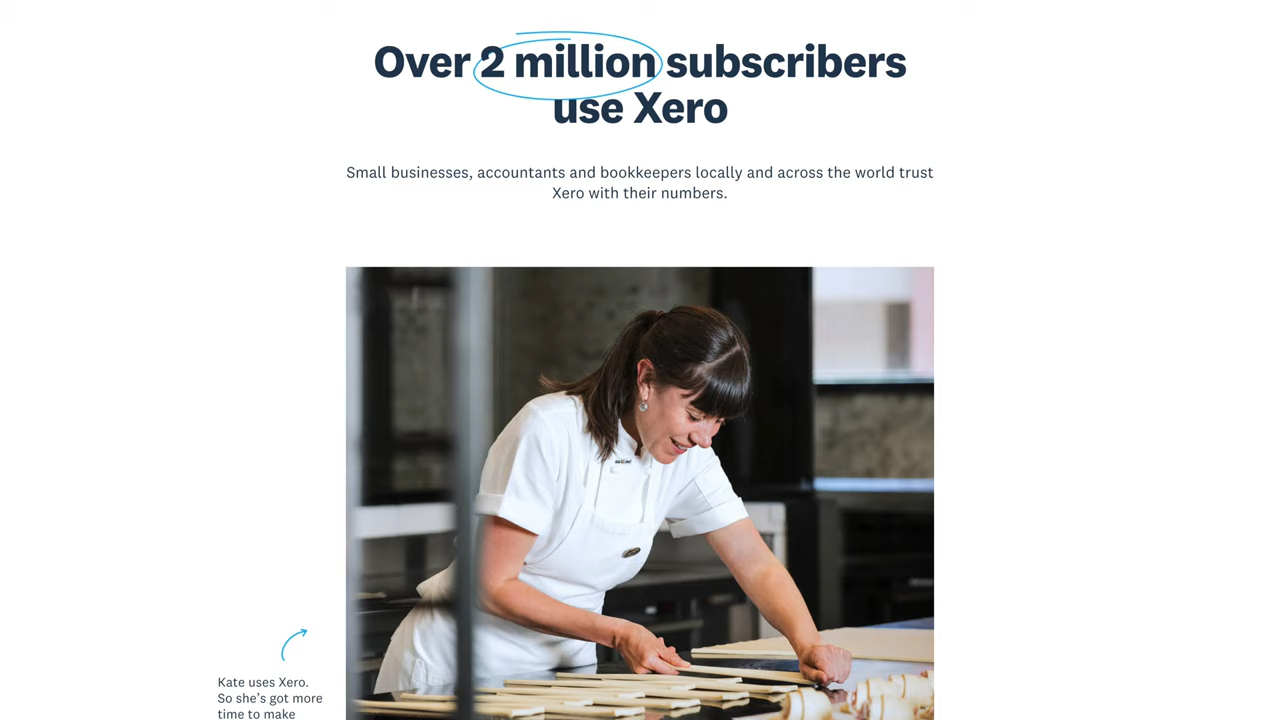 Over 2 million subscribers
use Xero
Small businesses, accountants and bookkeepers locally and across the world trust
Xero with their numbers.
Kate uses Xero.
So she's got more
time to make